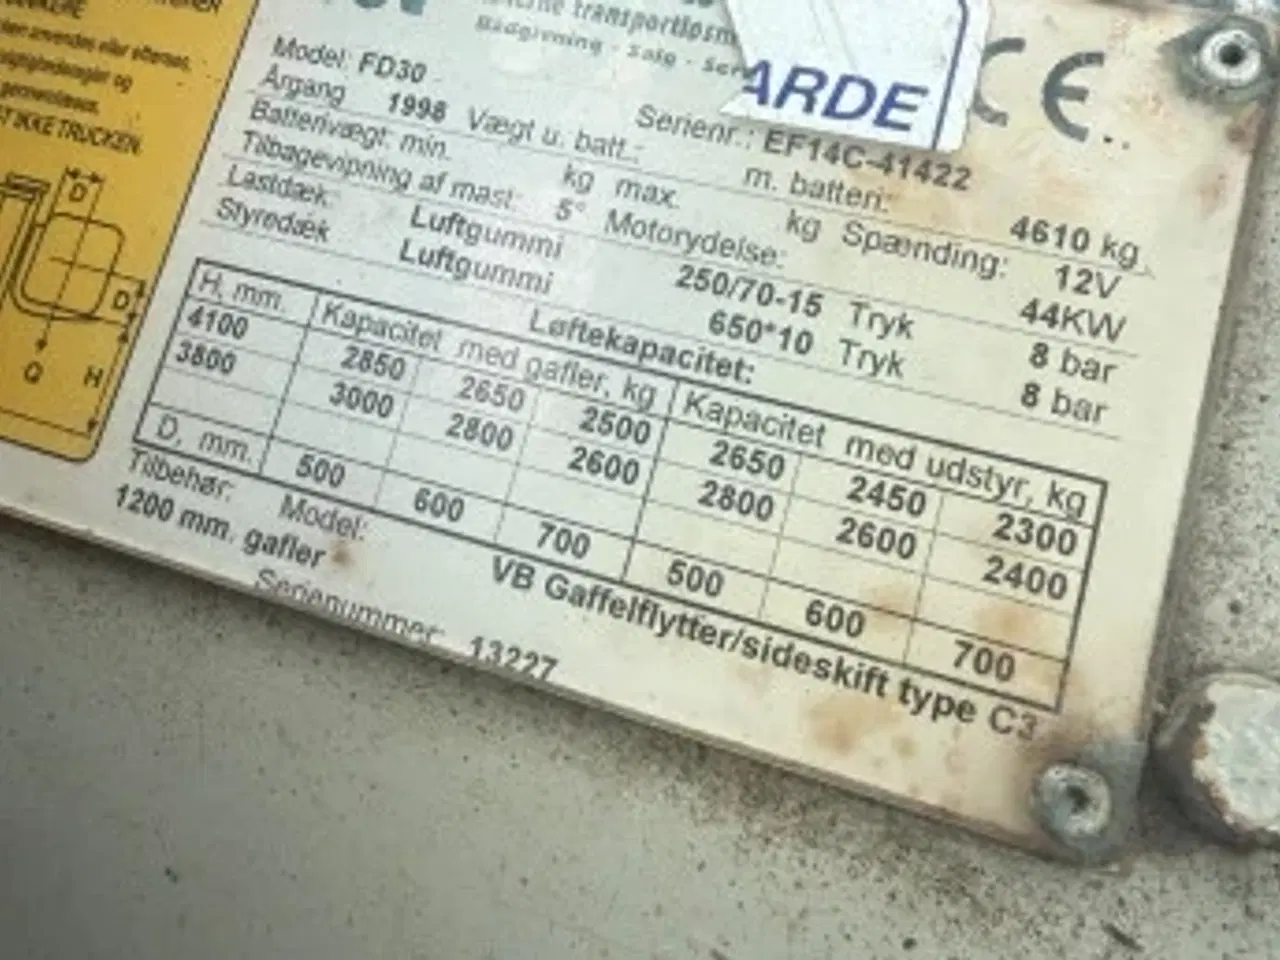 IKKE TRUCKEN.
D
D
Q
H
transportløsn
Rådgivning - Salg - Serv
ARDE
CE
Model: FD30
Serienr.: EF14C-41422
Årgang 1998 Vægt u. batt.: m. batteri: 4610 kg
Batterivægt. min. kg max. kg Spænding: 12V
Tilbagevipning af mast: 5° Motorydelse: 44KW
Lastdæk: Luftgummi 250/70-15 Tryk 8 bar
Styredæk Luftgummi 650*10 Tryk 8 bar
Løftekapacitet:
H. mm. Kapacitet med gafler, kg Kapacitet med udstyr, kg
4100 2850 2650 2500 2650 2450 2300
3800 3000 2800 2600 2800 2600 2400
D. mm. 500 600 700 500 600 700
Tilbehør: Model: VB Gaffelflytter/sideskift type C3
1200 mm. gafler
Serienummer: 13227